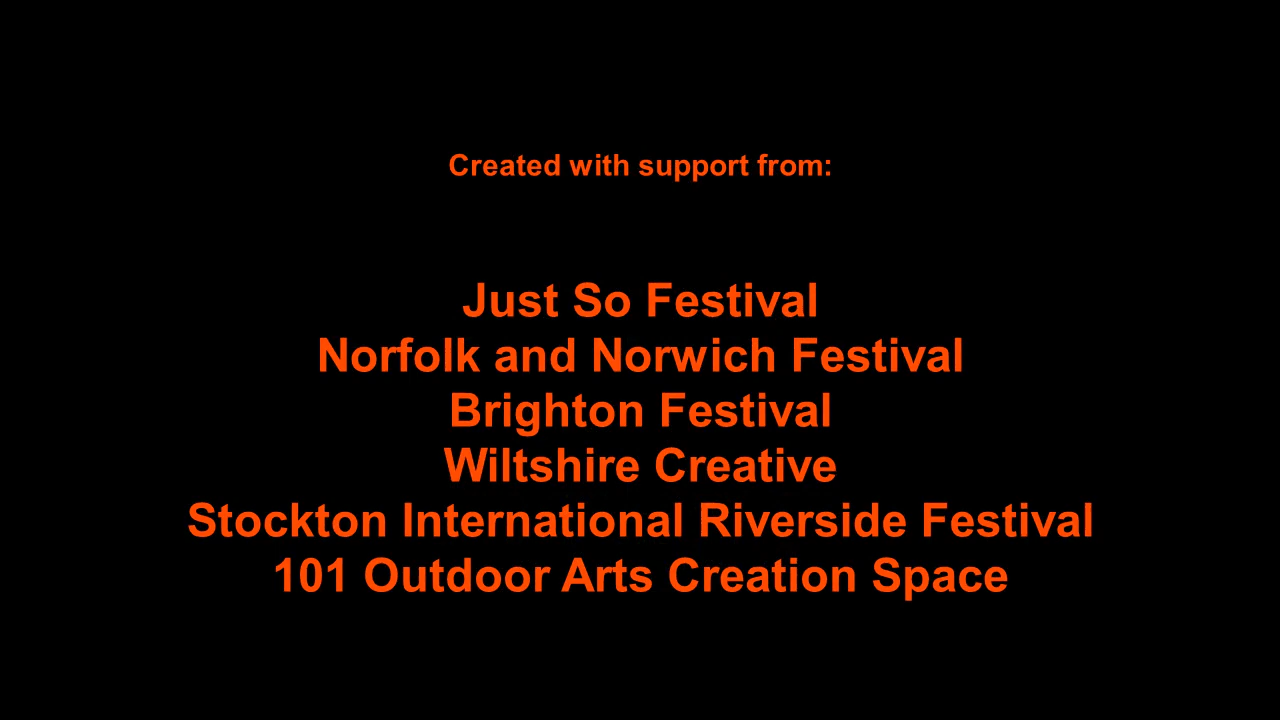 Created with support from:
Just So Festival
Norfolk and Norwich Festival
Brighton Festival
Wiltshire Creative
Stockton International Riverside Festival
101 Outdoor Arts Creation Space